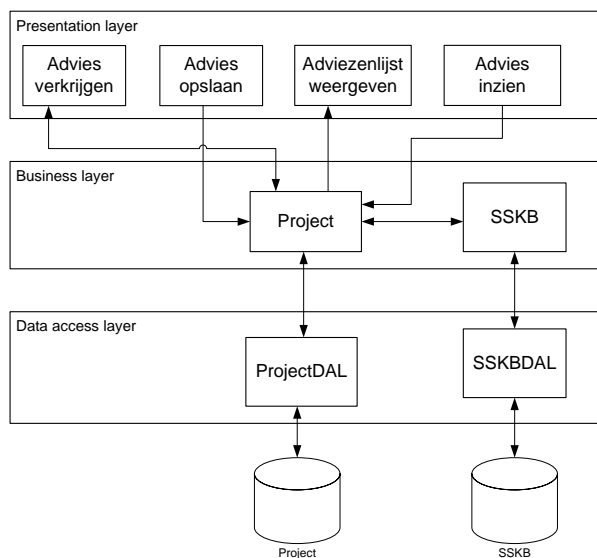 Presentation layer
Advies
verkrijgen
Advies
opslaan
Adviezenlijst
weergeven
Advies
inzien
Business layer
Project
SSKB
Data access layer
ProjectDAL
SSKBDAL
Project
SSKB